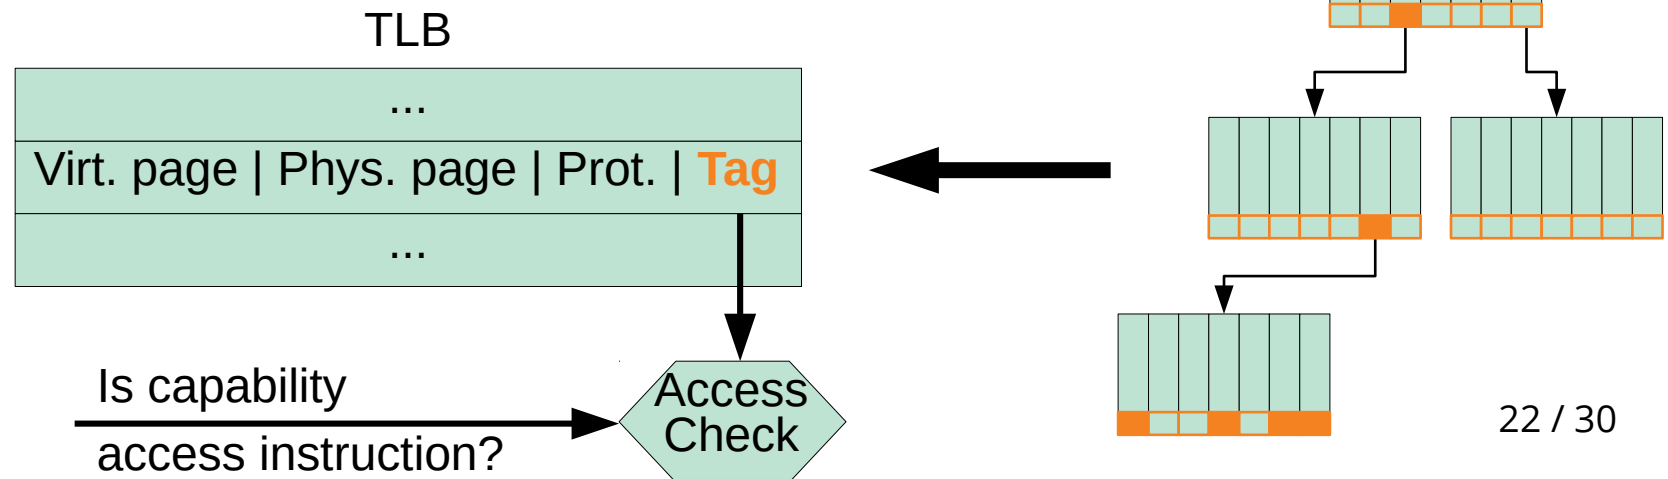 TLB
...
Virt. page | Phys. page | Prot. | Tag
...
Is capability
access instruction?
Access
Check
22 / 30